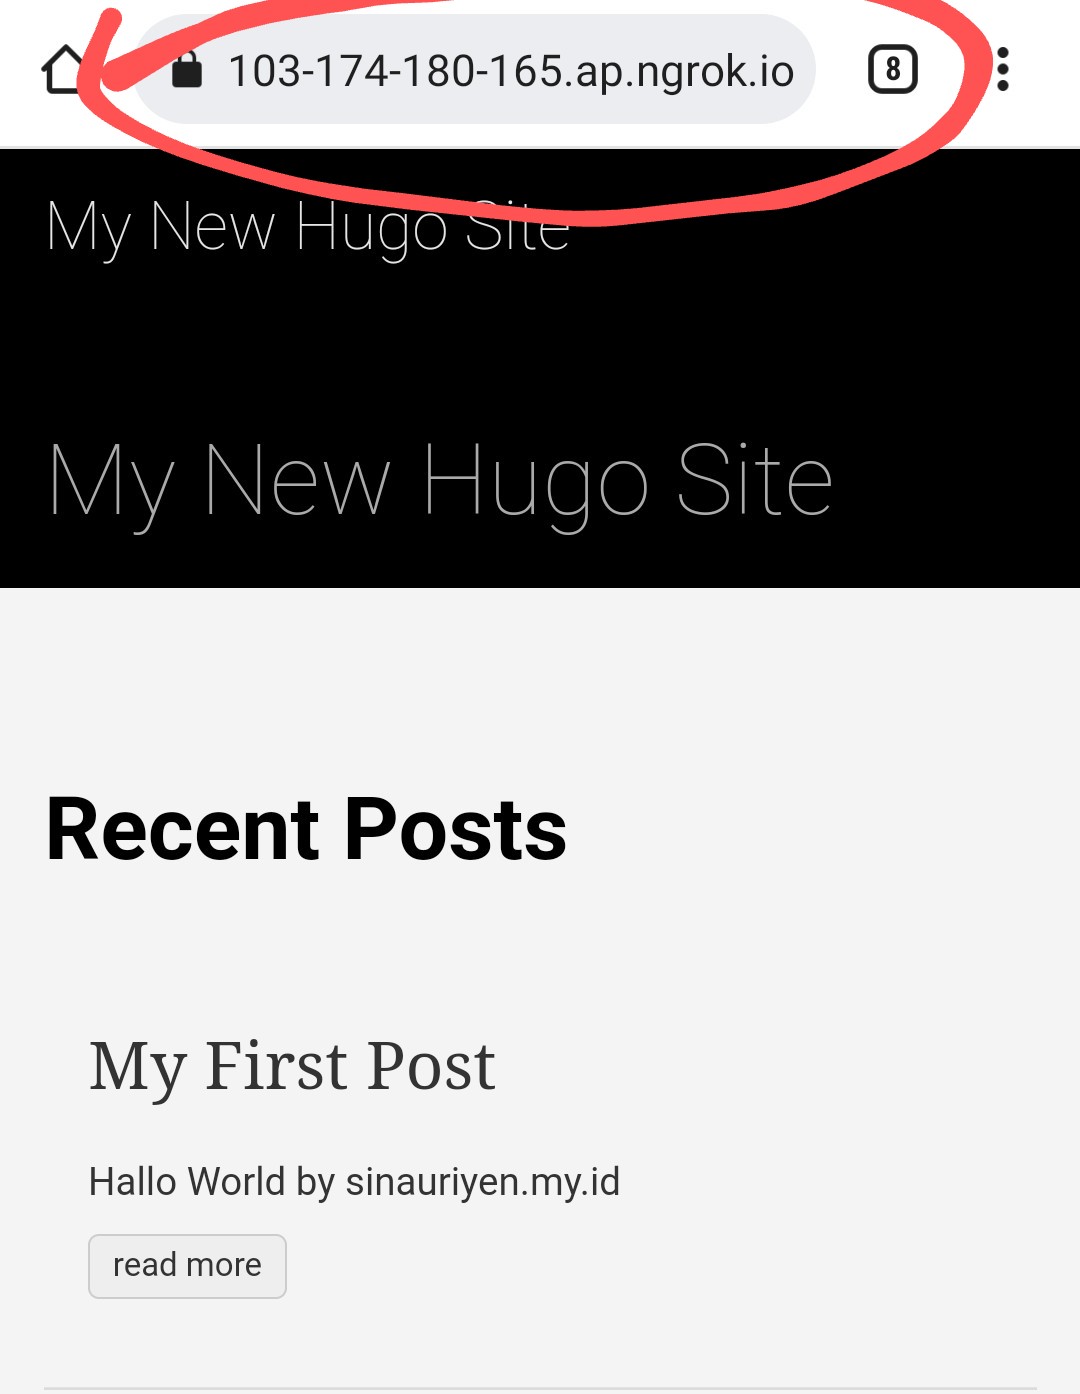 103-174-180-165.ap.ngrok.io
8
My New Hugo Site
My New Hugo Site
Recent Posts
My First Post
Hallo World by sinauriyen.my.id
read more